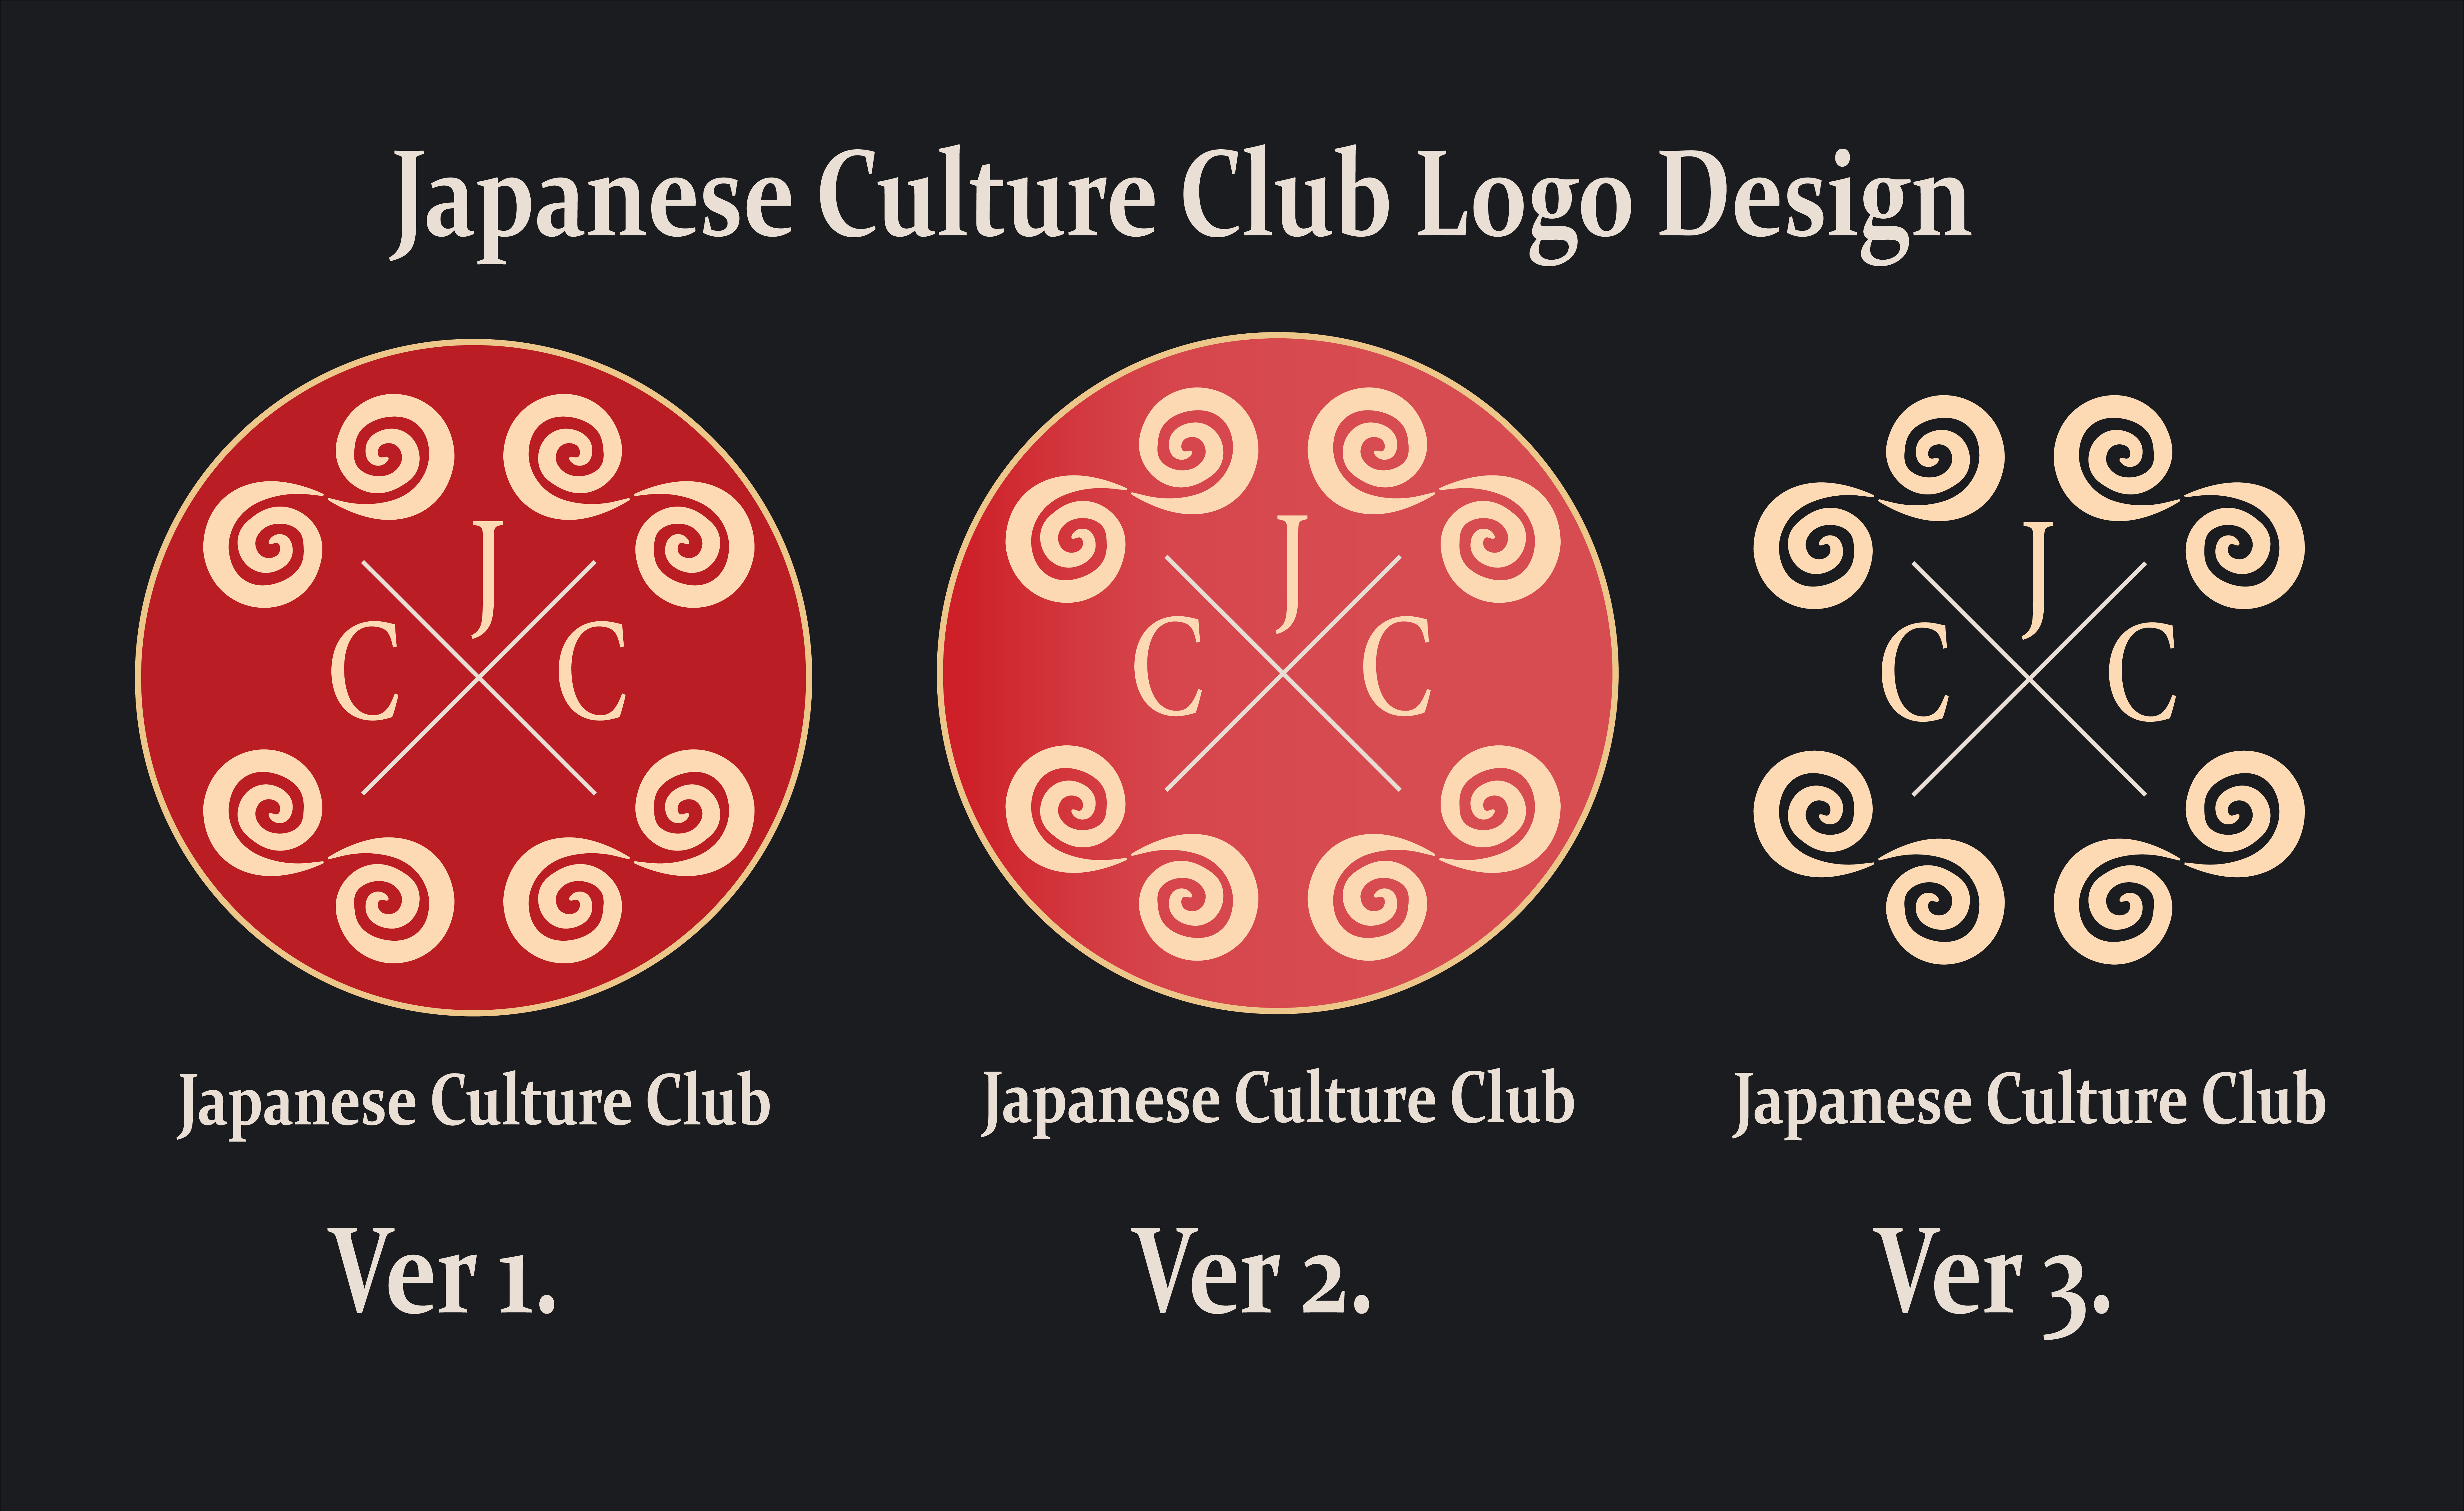 Japanese Culture Club Logo Design
J
C C
J
C C
J
C C
Japanese Culture Club
Japanese Culture Club
Japanese Culture Club
Ver 1.
Ver 2.
Ver 3.